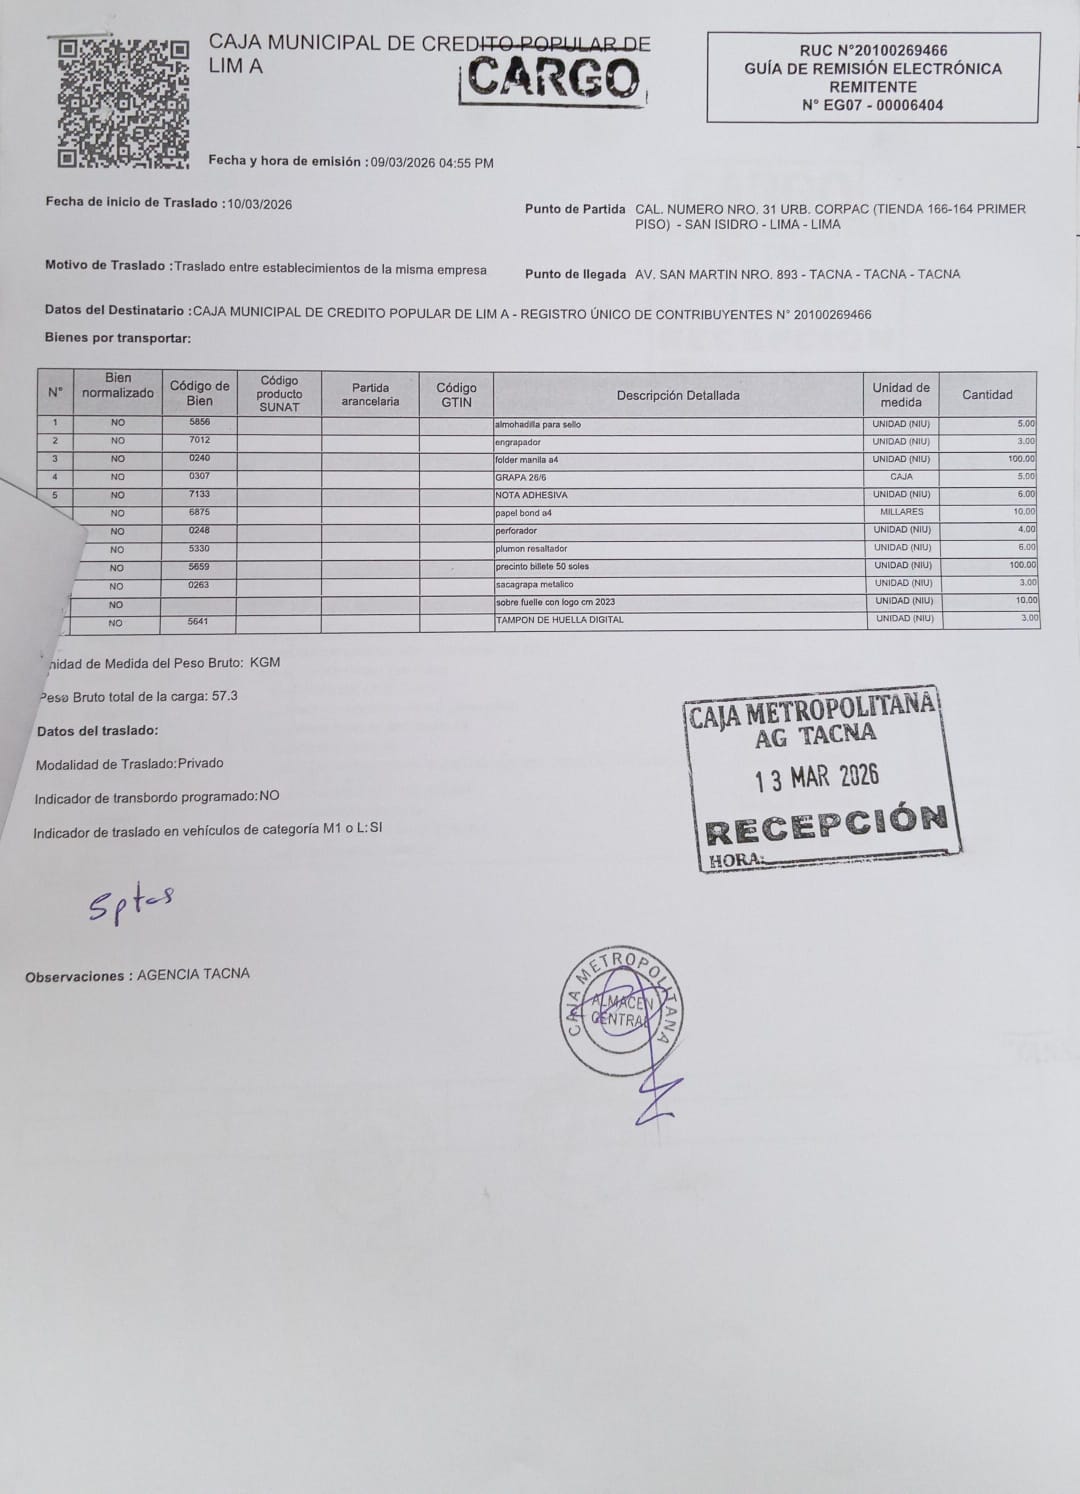 CAJA MUNICIPAL DE CREDITO POPULAR DE
LIM A
CARGO
RUC N°20100269466
GUÍA DE REMISIÓN ELECTRÓNICA
REMITENTE
N° EG07 - 00006404
Fecha y hora de emisión : 09/03/2026 04:55 PM
Fecha de inicio de Traslado : 10/03/2026
Punto de Partida CAL. NUMERO NRO. 31 URB. CORPAC (TIENDA 166-164 PRIMER
PISO) - SAN ISIDRO - LIMA - LIMA
Motivo de Traslado : Traslado entre establecimientos de la misma empresa
Punto de llegada AV. SAN MARTIN NRO. 893 - TACNA - TACNA - TACNA
Datos del Destinatario : CAJA MUNICIPAL DE CREDITO POPULAR DE LIM A - REGISTRO ÚNICO DE CONTRIBUYENTES N° 20100269466
Bienes por transportar:
N° Bien normalizado Código de Bien Código producto SUNAT Partida arancelaria Código GTIN Descripción Detallada Unidad de medida Cantidad
1 NO 5856 almohadilla para sello UNIDAD (NIU) 5.00
2 NO 7012 engrapador UNIDAD (NIU) 3.00
3 NO 0240 folder manila a4 UNIDAD (NIU) 100.00
4 NO 0307 GRAPA 26/6 CAJA 5.00
5 NO 7133 NOTA ADHESIVA UNIDAD (NIU) 6.00
NO 6875 papel bond a4 MILLARES 10.00
NO 0248 perforador UNIDAD (NIU) 4.00
NO 5330 plumon resaltador UNIDAD (NIU) 6.00
NO 5659 precinto billete 50 soles UNIDAD (NIU) 100.00
NO 0263 sacagrapa metalico UNIDAD (NIU) 3.00
NO sobre fuelle con logo cm 2023 UNIDAD (NIU) 10.00
NO 5641 TAMPON DE HUELLA DIGITAL UNIDAD (NIU) 3.00
nidad de Medida del Peso Bruto: KGM
Peso Bruto total de la carga: 57.3
Datos del traslado:
Modalidad de Traslado: Privado
Indicador de transbordo programado: NO
Indicador de traslado en vehículos de categoría M1 o L: SI
CAJA METROPOLITANA
AG TACNA
13 MAR 2026
RECEPCIÓN
HORA:
5ptes
Observaciones : AGENCIA TACNA
CAJA METROPOLITANA
ALMACEN
CENTRAL